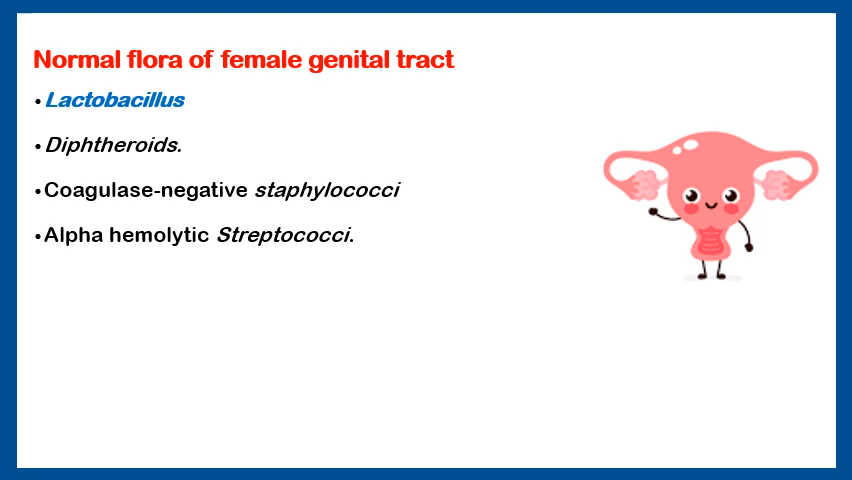 Normal flora of female genital tract
•Lactobacillus
•Diphtheroids.
•Coagulase-negative staphylococci
•Alpha hemolytic Streptococci.